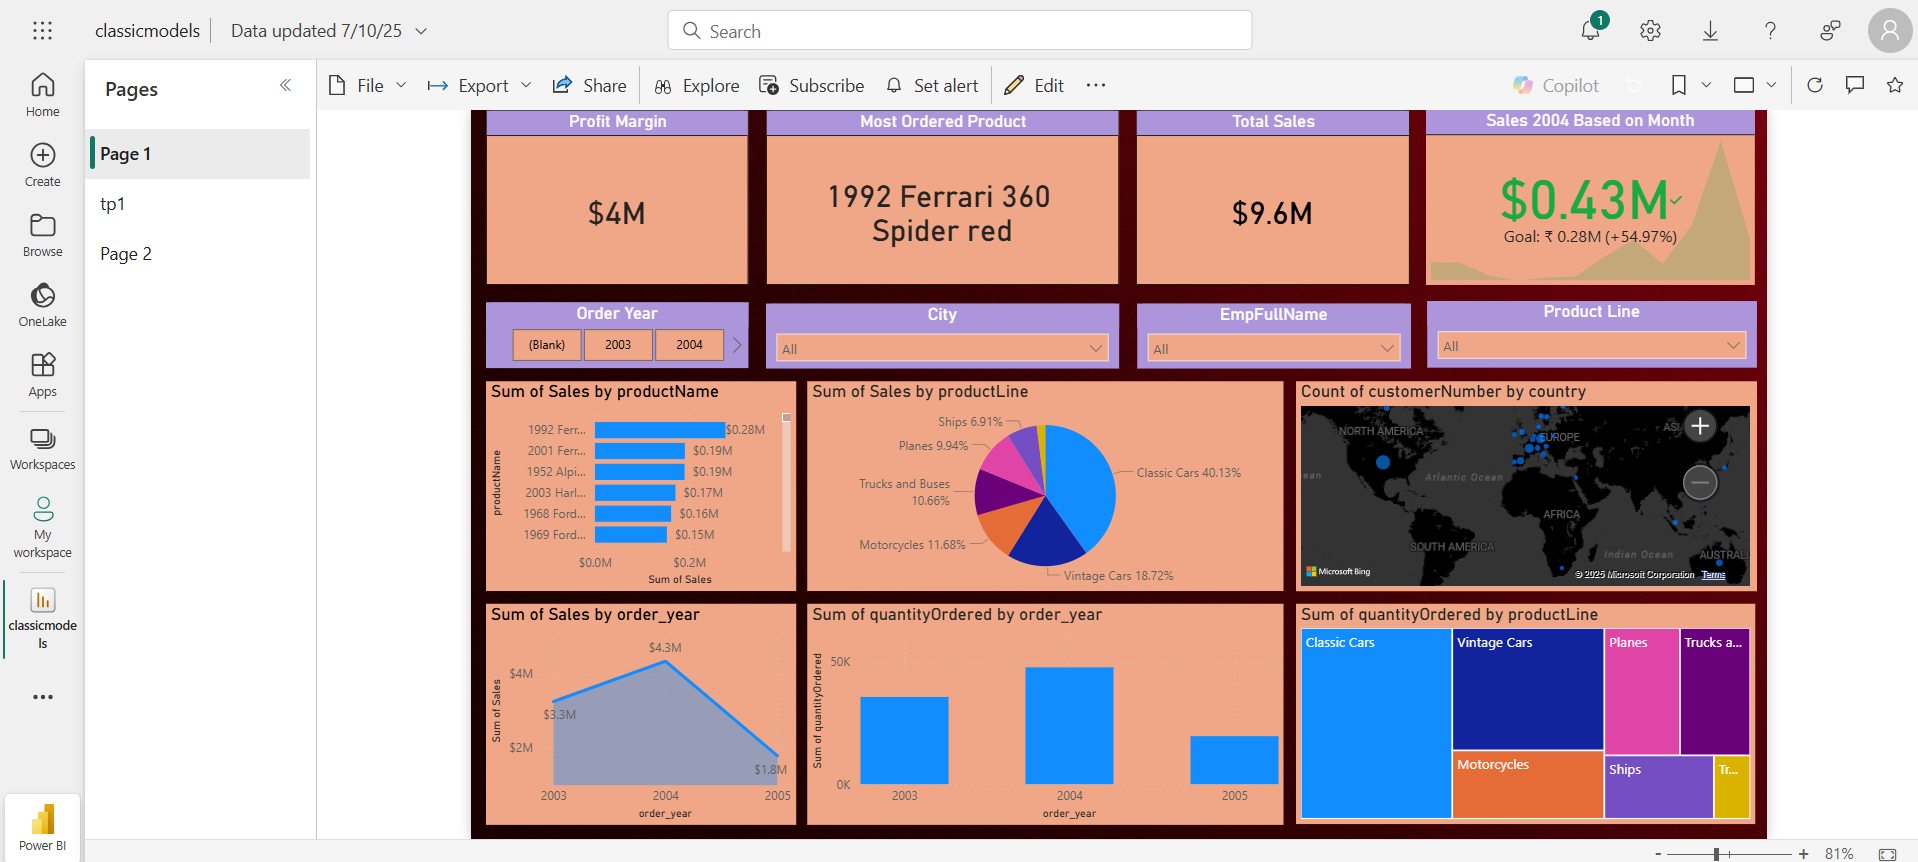 classicmodels
Data updated 7/10/25
Search
1
Home
Create
Browse
OneLake
Apps
Workspaces
My
workspace
classicmode
ls
Power BI
Pages
Page 1
tp1
Page 2
File
Export
Share
Explore
Subscribe
Set alert
Edit
Copilot
Profit Margin
$4M
Most Ordered Product
1992 Ferrari 360
Spider red
Total Sales
$9.6M
Sales 2004 Based on Month
$0.43M
Goal: ₹ 0.28M (+54.97%)
Order Year
(Blank)
2003
2004
City
All
EmpFullName
All
Product Line
All
Sum of Sales by productName
productName
1992 Ferr...
$0.28M
2001 Ferr...
$0.19M
1952 Alpi...
$0.19M
2003 Harl...
$0.17M
1968 Ford...
$0.16M
1969 Ford...
$0.15M
$0.0M
$0.2M
Sum of Sales
Sum of Sales by productLine
Ships 6.91%
Planes 9.94%
Trucks and Buses
10.66%
Motorcycles 11.68%
Classic Cars 40.13%
Vintage Cars 18.72%
Count of customerNumber by country
NORTH AMERICA
EUROPE
ASI
ean
Atlantic Ocean
AFRICA
SOUTH AMERICA
Indian Ocean
AUSTRALI
Microsoft Bing
© 2025 Microsoft Corporation
Terms
Sum of Sales by order_year
Sum of Sales
$4M
$2M
$3.3M
$4.3M
$1.8M
2003
2004
2005
order_year
Sum of quantityOrdered by order_year
Sum of quantityOrdered
50K
0K
2003
2004
2005
order_year
Sum of quantityOrdered by productLine
Classic Cars
Vintage Cars
Motorcycles
Planes
Trucks a...
Ships
Tr...
81%